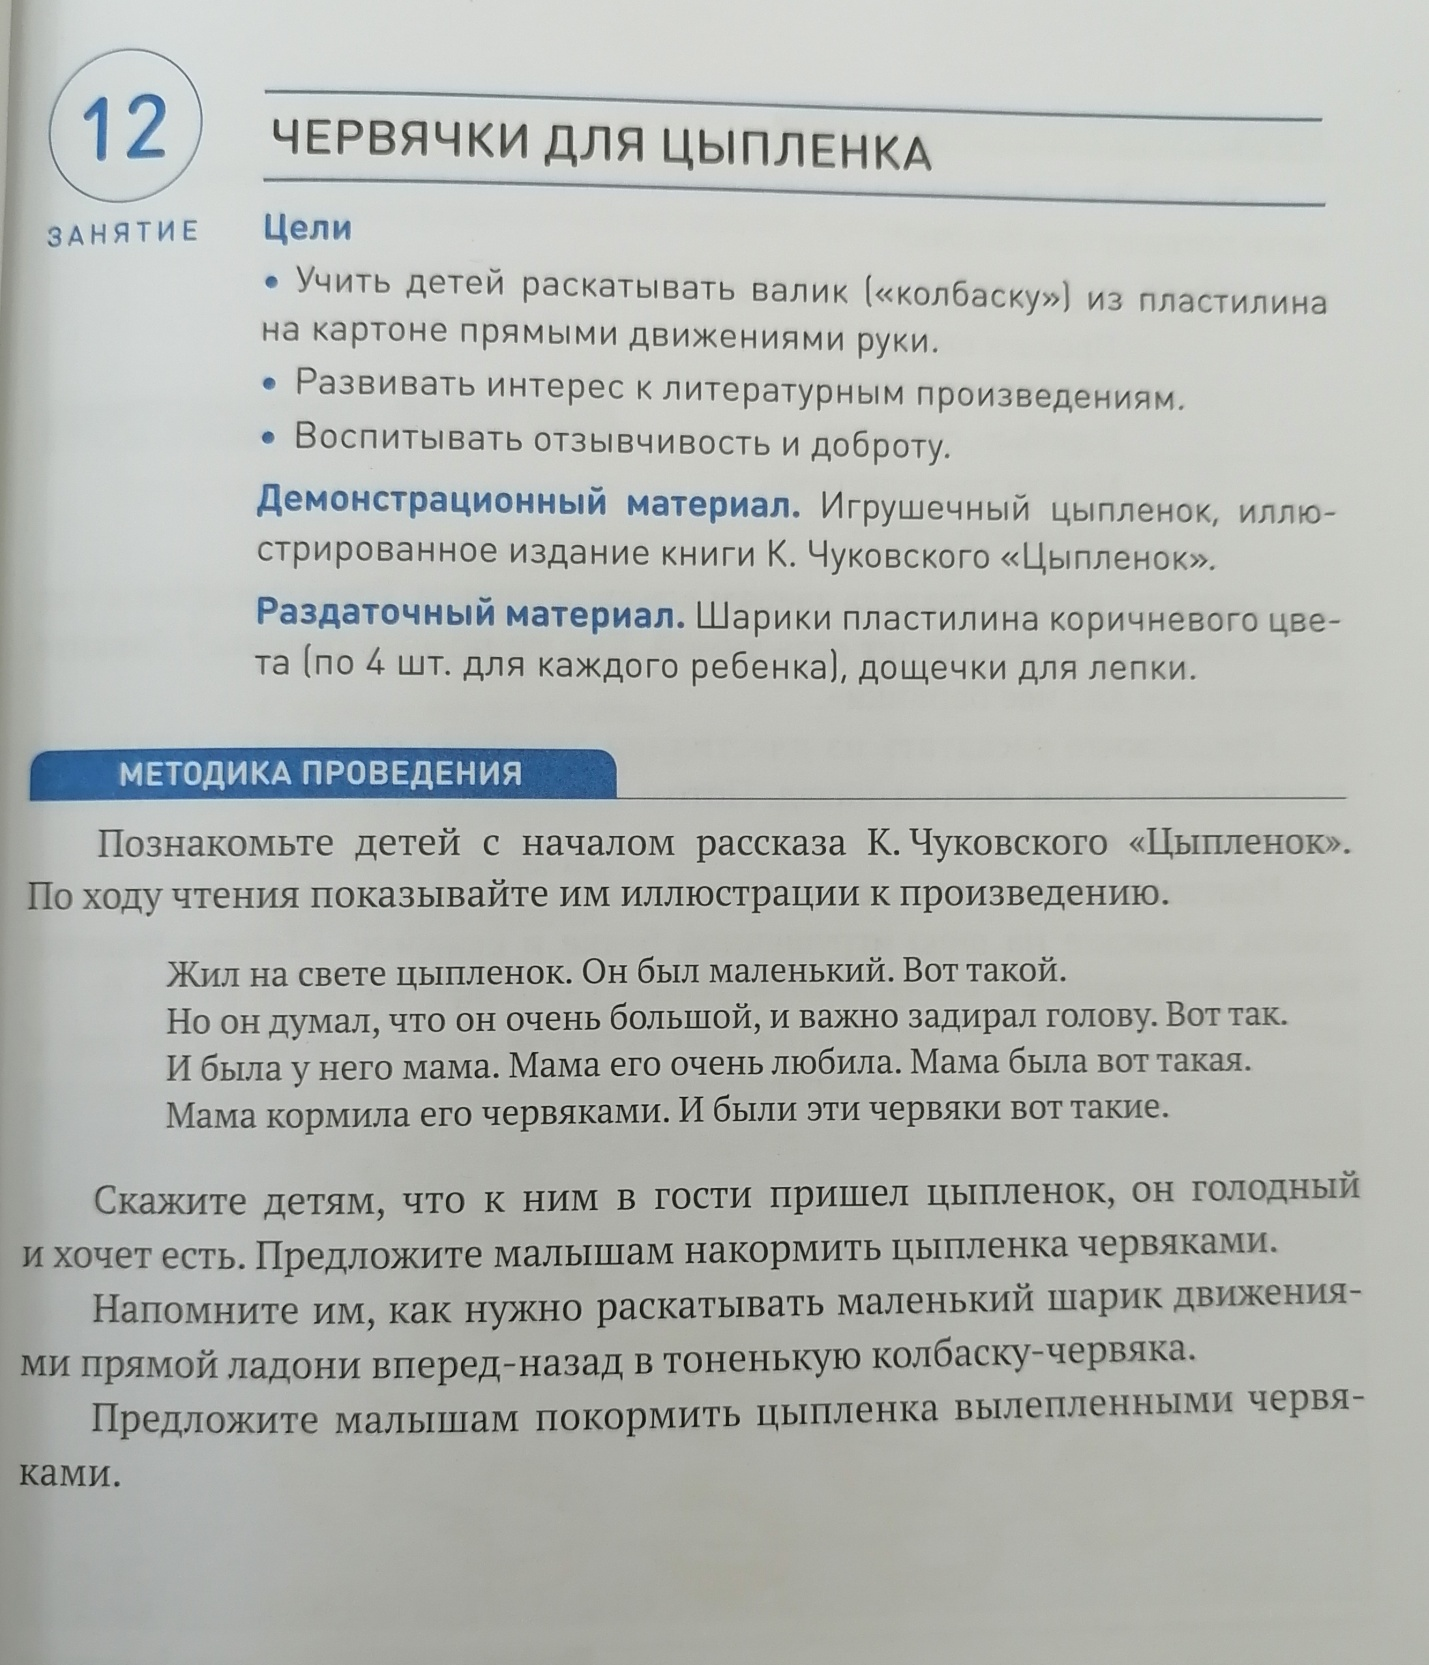 12
ЗАНЯТИЕ
ЧЕРВЯЧКИ ДЛЯ ЦЫПЛЕНКА
Цели
• Учить детей раскатывать валик («колбаску») из пластилина
на картоне прямыми движениями руки.
• Развивать интерес к литературным произведениям.
• Воспитывать отзывчивость и доброту.
Демонстрационный материал. Игрушечный цыпленок, иллю-
стрированное издание книги К. Чуковского «Цыпленок».
Раздаточный материал. Шарики пластилина коричневого цве-
та (по 4 шт. для каждого ребенка), дощечки для лепки.
МЕТОДИКА ПРОВЕДЕНИЯ
Познакомьте детей с началом рассказа К. Чуковского «Цыпленок».
По ходу чтения показывайте им иллюстрации к произведению.
Жил на свете цыпленок. Он был маленький. Вот такой.
Но он думал, что он очень большой, и важно задирал голову. Вот так.
И была у него мама. Мама его очень любила. Мама была вот такая.
Мама кормила его червяками. И были эти червяки вот такие.
Скажите детям, что к ним в гости пришел цыпленок, он голодный
и хочет есть. Предложите малышам накормить цыпленка червяками.
Напомните им, как нужно раскатывать маленький шарик движения-
ми прямой ладони вперед-назад в тоненькую колбаску-червяка.
Предложите малышам покормить цыпленка вылепленными червя-
ками.